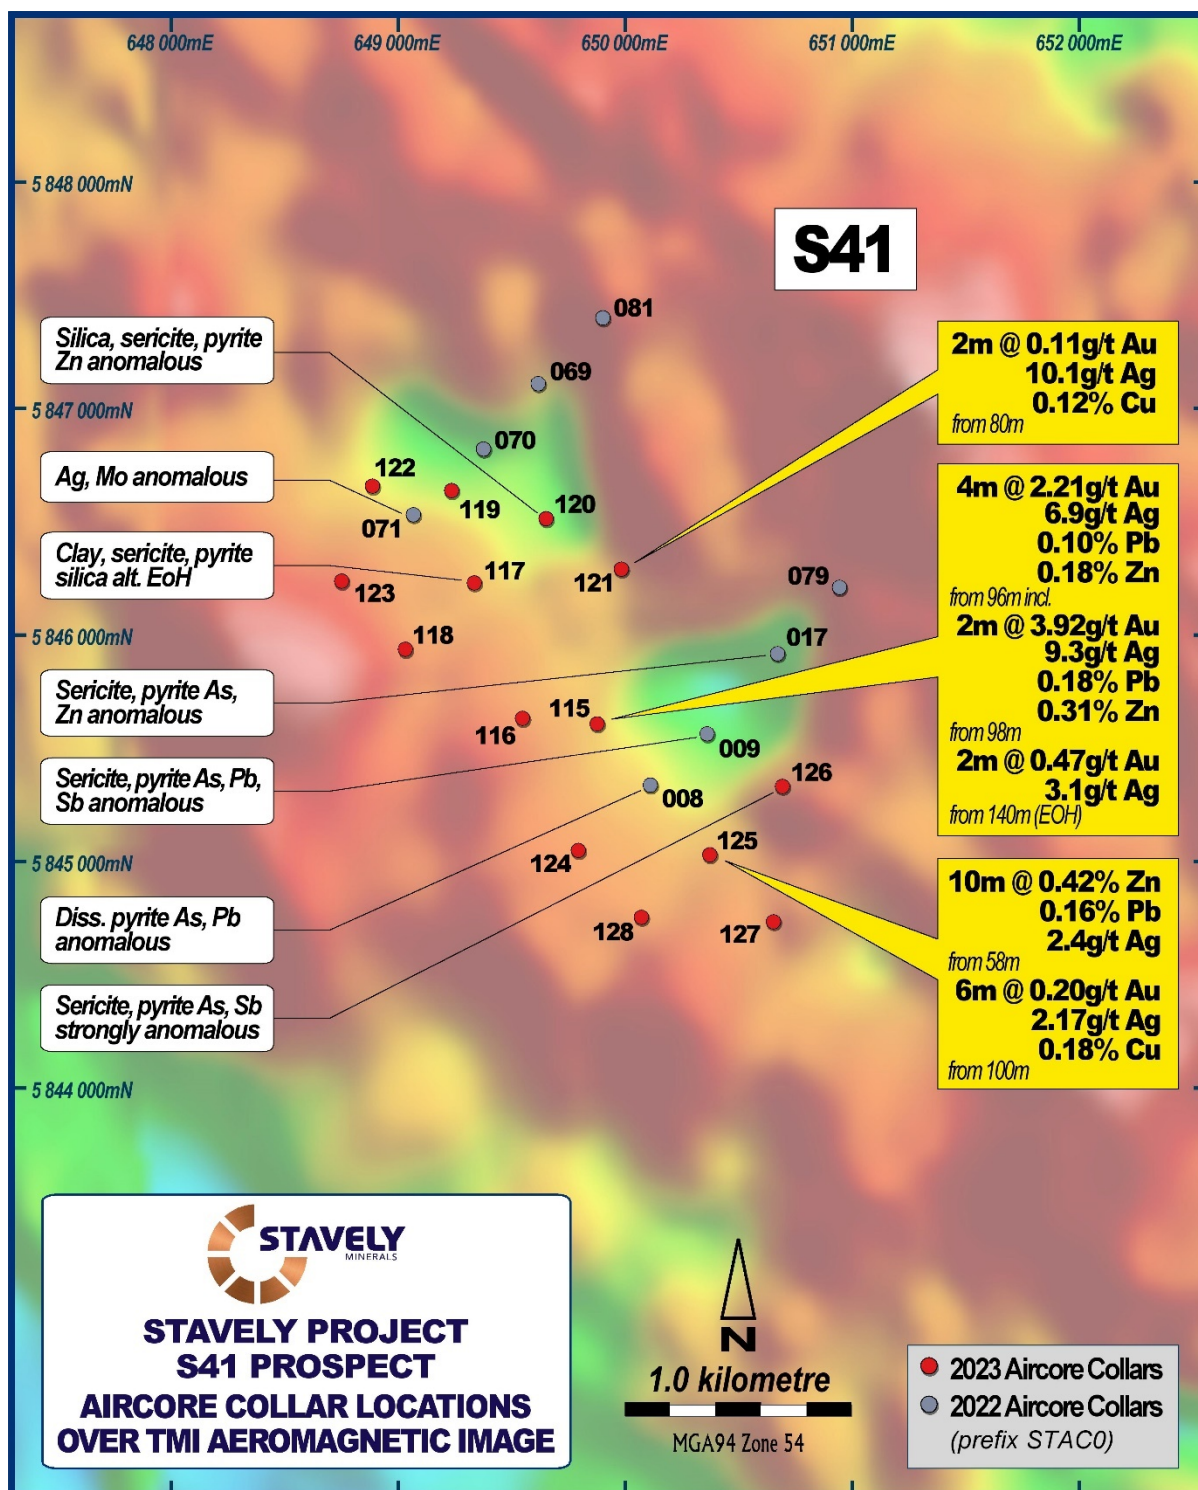 648 000mE
649 000mE
650 000mE
651 000mE
652 000mE
5 848 000mN
S41
081
Silica, sericite, pyrite
Zn anomalous
2m @ 0.11g/t Au
10.1g/t Ag
0.12% Cu
from 80m
069
5 847 000mN
070
Ag, Mo anomalous
122
119
120
071
4m @ 2.21g/t Au
6.9g/t Ag
0.10% Pb
0.18% Zn
from 96m incl.
2m @ 3.92g/t Au
9.3g/t Ag
0.18% Pb
0.31% Zn
from 98m
2m @ 0.47g/t Au
3.1g/t Ag
from 140m (EOH)
Clay, sericite, pyrite
silica alt. EoH
123
117
121
079
118
5 846 000mN
017
Sericite, pyrite As,
Zn anomalous
116
115
009
Sericite, pyrite As, Pb,
Sb anomalous
008
126
5 845 000mN
124
125
10m @ 0.42% Zn
0.16% Pb
2.4g/t Ag
from 58m
6m @ 0.20g/t Au
2.17g/t Ag
0.18% Cu
from 100m
Diss. pyrite As, Pb
anomalous
128
127
Sericite, pyrite As, Sb
strongly anomalous
5 844 000mN
STAVELY
MINERALS
STAVELY PROJECT
S41 PROSPECT
AIRCORE COLLAR LOCATIONS
OVER TMI AEROMAGNETIC IMAGE
N
1.0 kilometre
MGA94 Zone 54
2023 Aircore Collars
2022 Aircore Collars
(prefix STAC0)